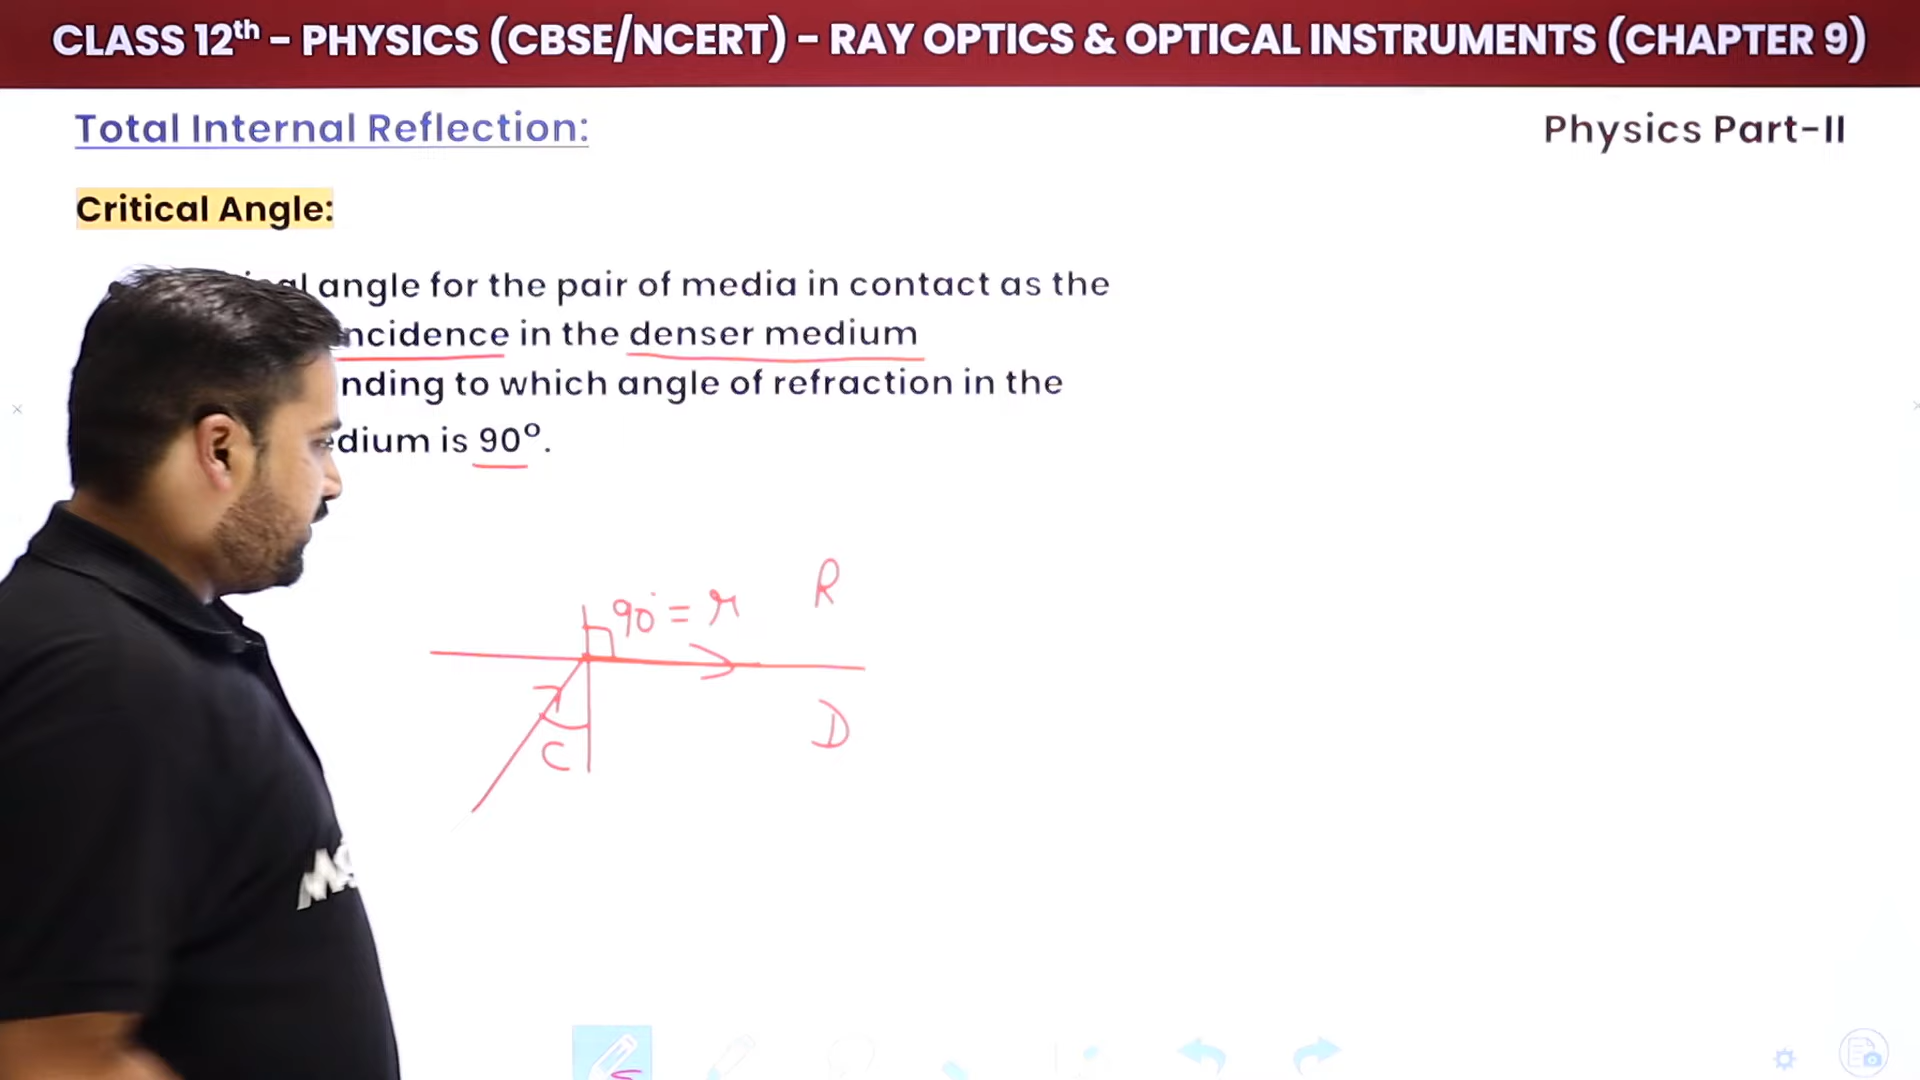 CLASS 12th - PHYSICS (CBSE/NCERT) - RAY OPTICS & OPTICAL INSTRUMENTS (CHAPTER 9)
Total Internal Reflection:
Physics Part-II
Critical Angle:
angle for the pair of media in contact as the
ncidence in the denser medium
nding to which angle of refraction in the
dium is 90°.
R
90° = r
D
C